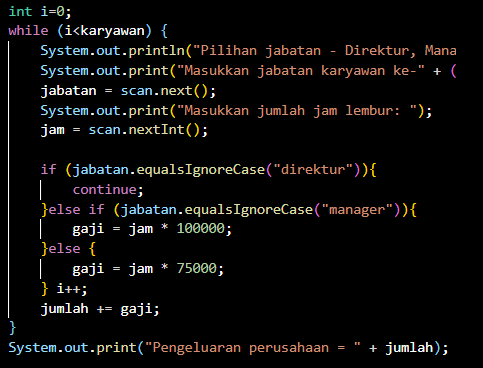 int i=0;
while (i<karyawan) {
System.out.println("Pilihan jabatan - Direktur, Mana
System.out.print("Masukkan jabatan karyawan ke-" + (
jabatan = scan.next();
System.out.print("Masukkan jumlah jam lembur: ");
jam = scan.nextInt();
if (jabatan.equalsIgnoreCase("direktur")){
continue;
}else if (jabatan.equalsIgnoreCase("manager")){
gaji = jam * 100000;
}else {
gaji = jam * 75000;
} i++;
jumlah += gaji;
}
System.out.print("Pengeluaran perusahaan = " + jumlah);